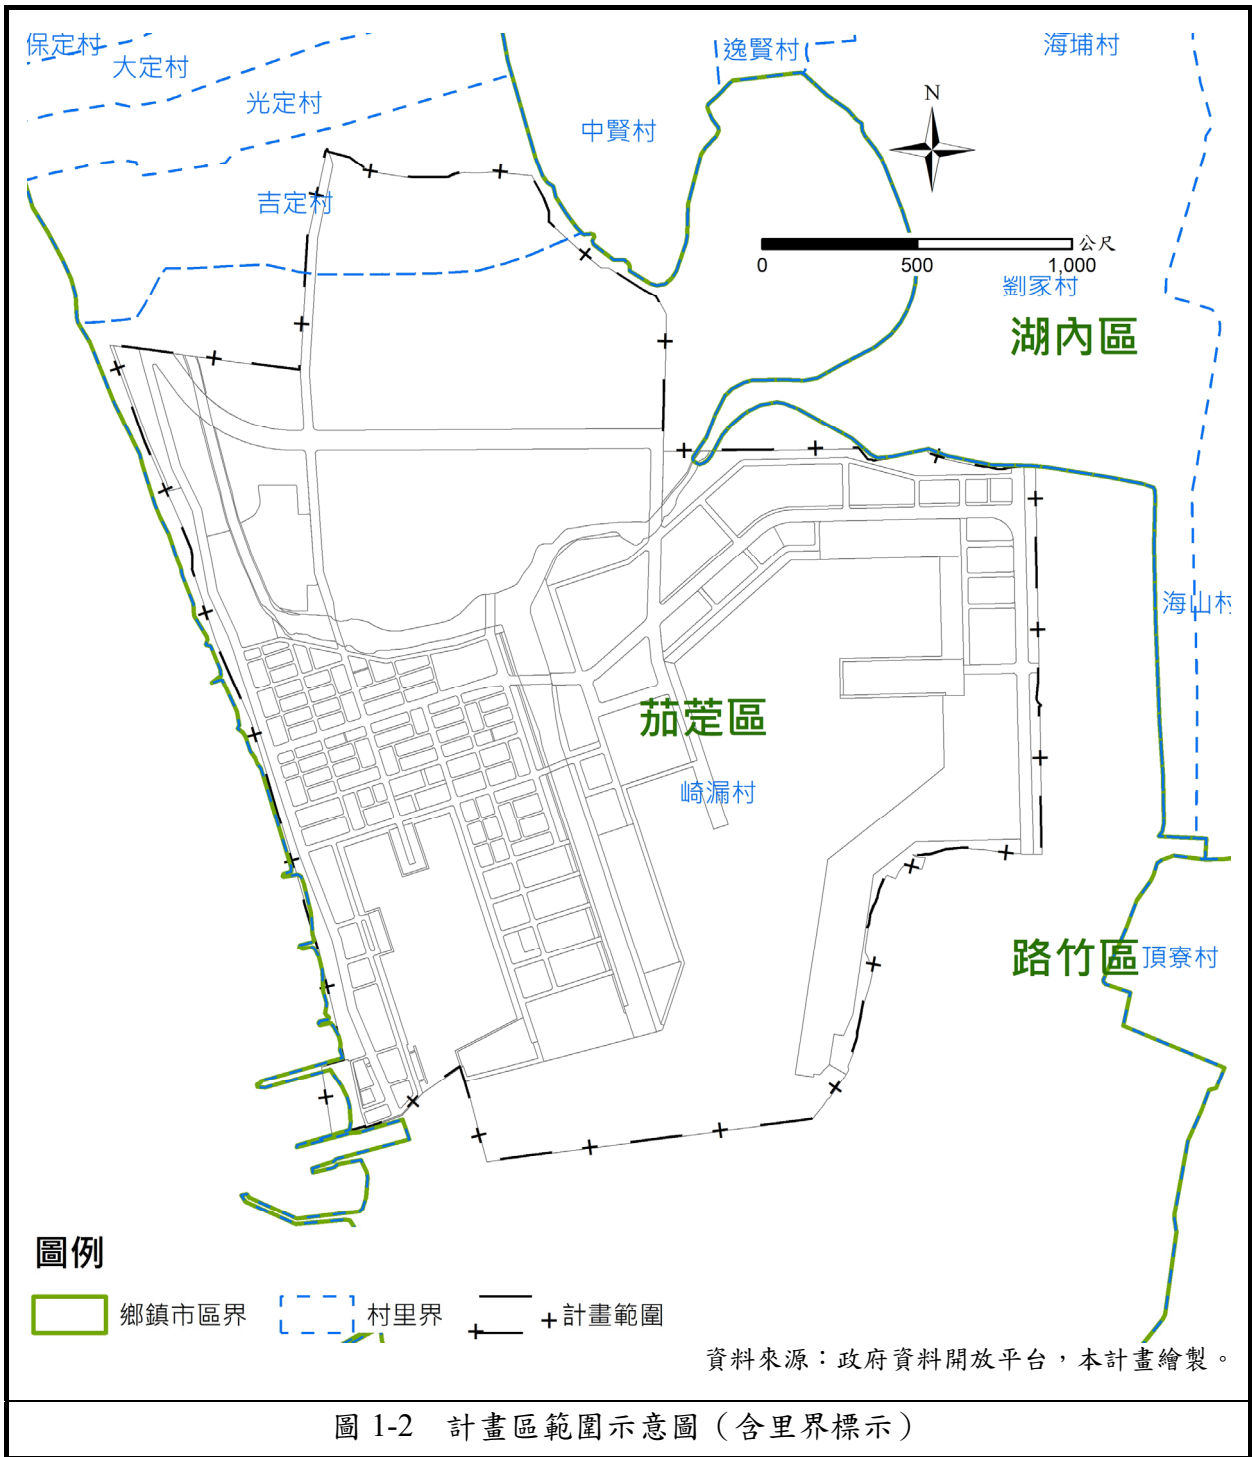 保定村
大定村
光定村
吉定村
中賢村
逸賢村
海埔村
N
公尺
0 500 1,000
劉家村
湖內區
海山村
茄萣區
崎漏村
路竹區
頂寮村
圖例
鄉鎮市區界
村里界
計畫範圍
資料來源：政府資料開放平台，本計畫繪製。
圖 1-2 計畫區範圍示意圖（含里界標示）